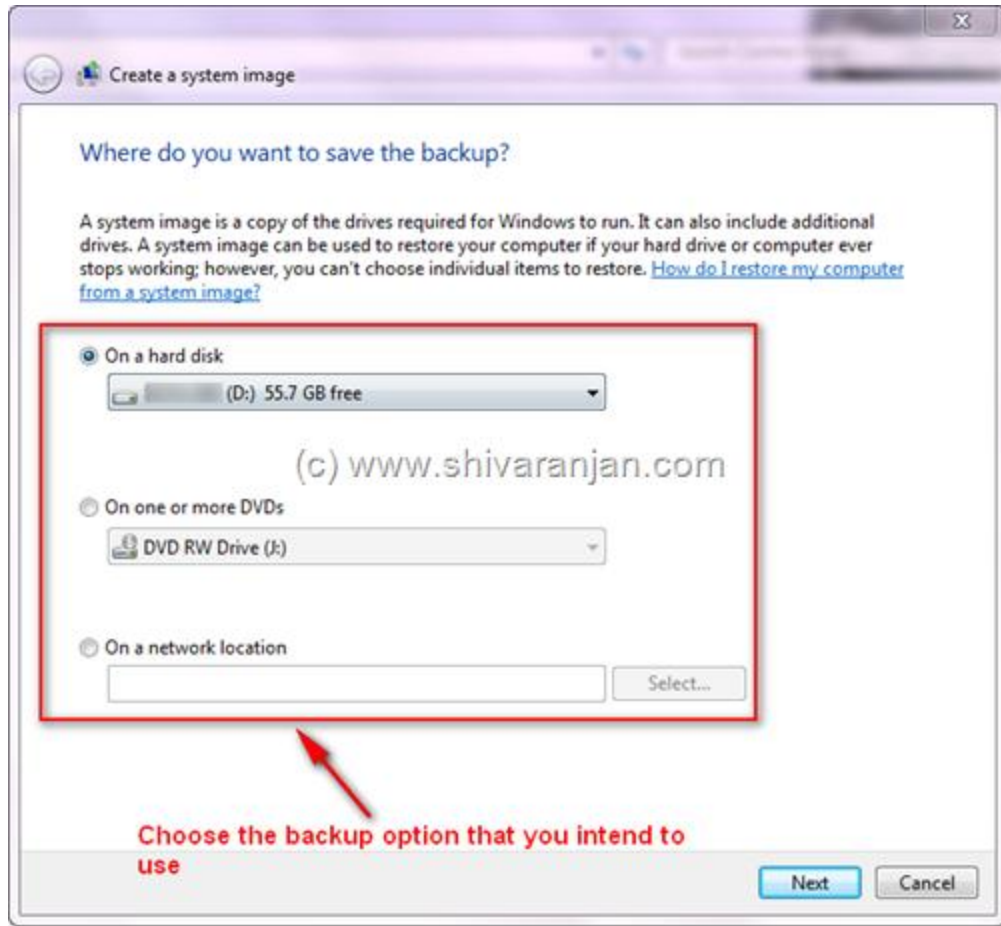 Create a system image
Where do you want to save the backup?
A system image is a copy of the drives required for Windows to run. It can also include additional
drives. A system image can be used to restore your computer if your hard drive or computer ever
stops working; however, you can't choose individual items to restore. How do I restore my computer
from a system image?
On a hard disk
(D:) 55.7 GB free
(c) www.shivaranjan.com
On one or more DVDs
DVD RW Drive (J:)
On a network location
Select...
Choose the backup option that you intend to
use
Next
Cancel